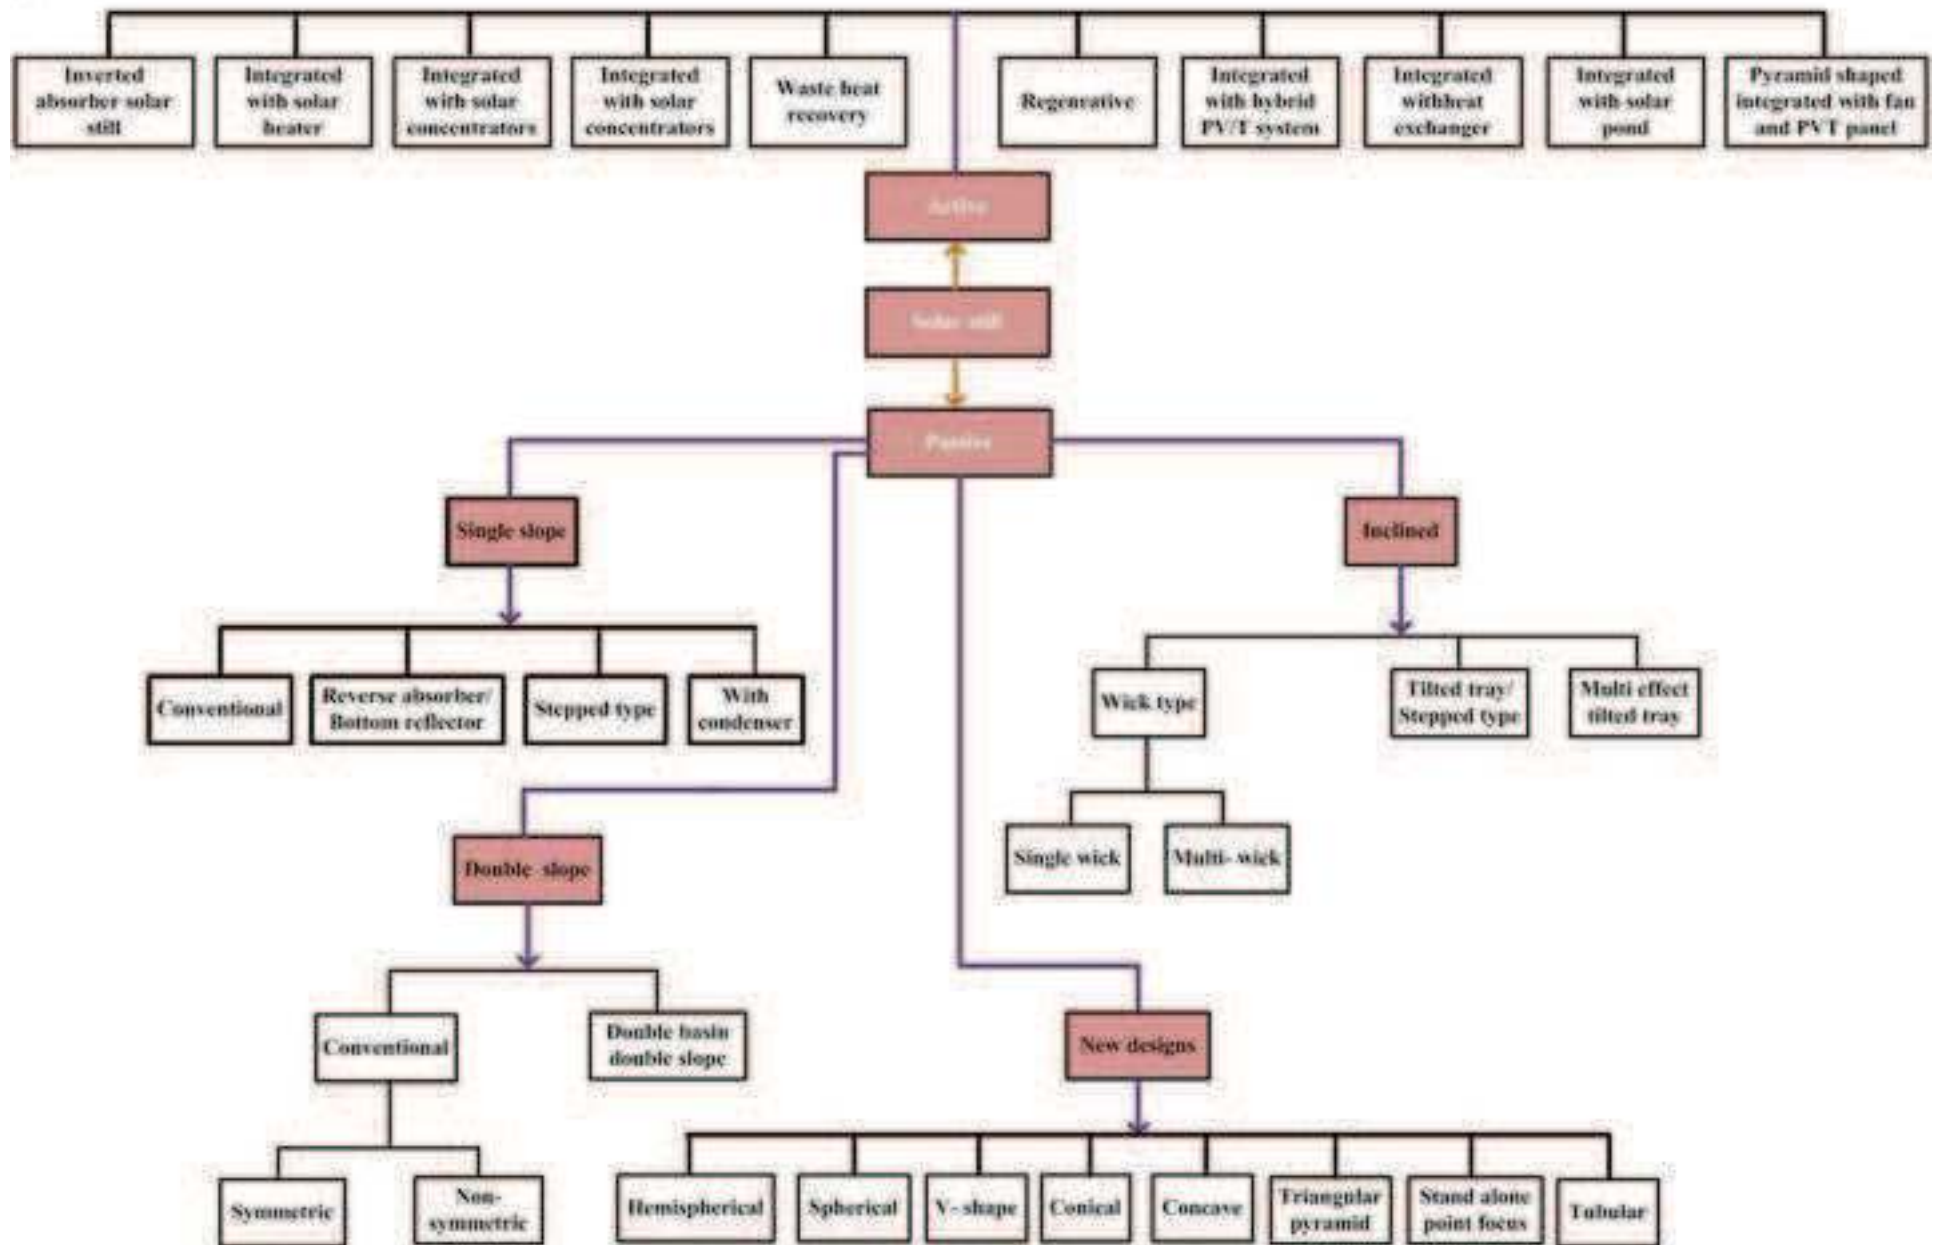 Inverted
absorber solar
still
Integrated
with solar
heater
Integrated
with solar
concentrators
Integrated
with solar
concentrators
Waste heat
recovery
Regenrative
Integrated
with hybrid
PV/T system
Integrated
withheat
exchanger
Integrated
with solar
pond
Pyramid shaped
integrated with fan
and PVT panel
Active
Solar still
Passive
Single slope
Inclined
Conventional
Reverse absorber/
Bottom reflector
Stepped type
With
condenser
Wick type
Tilted tray/
Stepped type
Multi effect
tilted tray
Single wick
Multi- wick
Double slope
Conventional
Double basin
double slope
New designs
Symmetric
Non-
symmetric
Hemispherical
Spherical
V- shape
Conical
Concave
Triangular
pyramid
Stand alone
point focus
Tubular